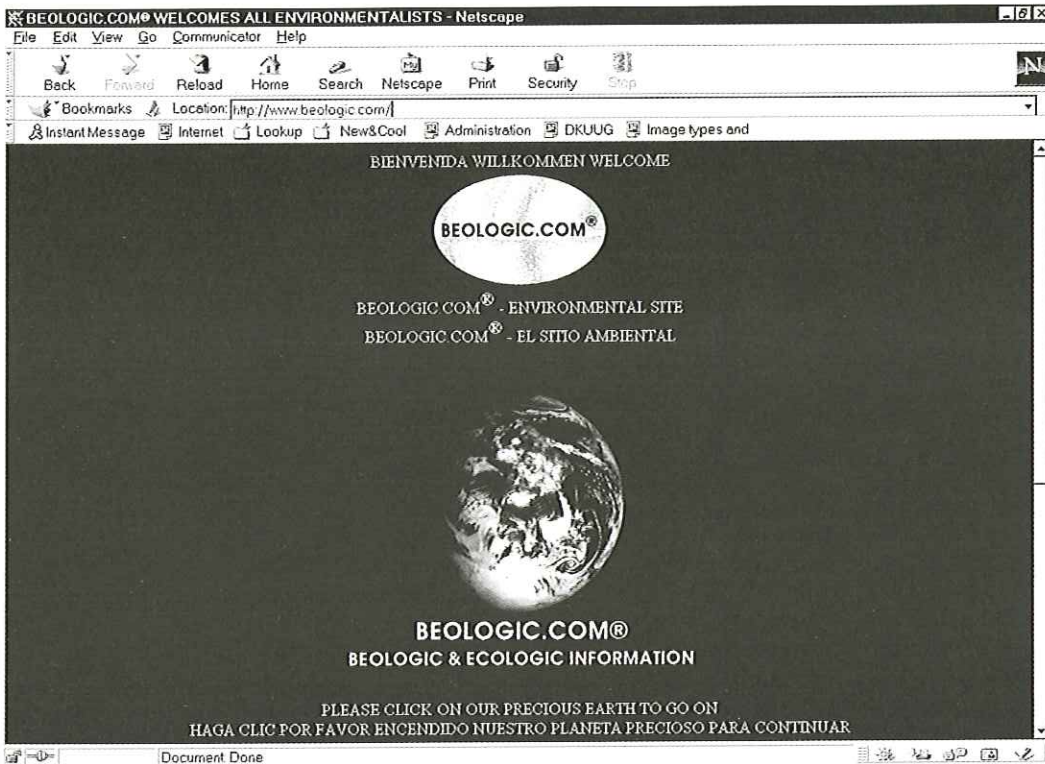 BEOLOGIC.COM® WELCOMES ALL ENVIRONMENTALISTS - Netscape
File Edit View Go Communicator Help
Back Forward Reload Home Search Netscape Print Security Stop
Bookmarks Location: http://www.beologic.com/
Instant Message Internet Lookup New&Cool Administration DKUUG Image types and
BIENVENIDA WILLKOMMEN WELCOME
BEOLOGIC.COM®
BEOLOGIC.COM® - ENVIRONMENTAL SITE
BEOLOGIC.COM® - EL SITIO AMBIENTAL
BEOLOGIC.COM®
BEOLOGIC & ECOLOGIC INFORMATION
PLEASE CLICK ON OUR PRECIOUS EARTH TO GO ON
HAGA CLIC POR FAVOR ENCENDIDO NUESTRO PLANETA PRECIOSO PARA CONTINUAR
Document Done